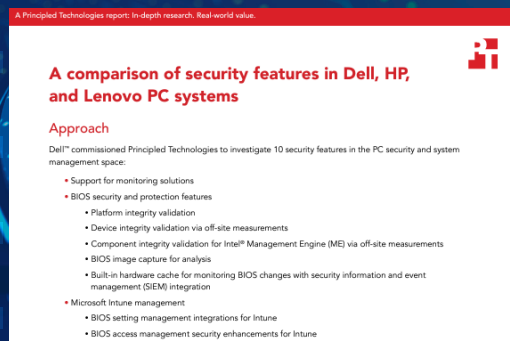 A Principled Technologies report: In-depth research. Real-world value.
PT
A comparison of security features in Dell, HP,
and Lenovo PC systems
Approach
Dell™ commissioned Principled Technologies to investigate 10 security features in the PC security and system
management space:
• Support for monitoring solutions
• BIOS security and protection features
• Platform integrity validation
• Device integrity validation via off-site measurements
• Component integrity validation for Intel® Management Engine (ME) via off-site measurements
• BIOS image capture for analysis
• Built-in hardware cache for monitoring BIOS changes with security information and event
management (SIEM) integration
• Microsoft Intune management
• BIOS setting management integrations for Intune
• BIOS access management security enhancements for Intune